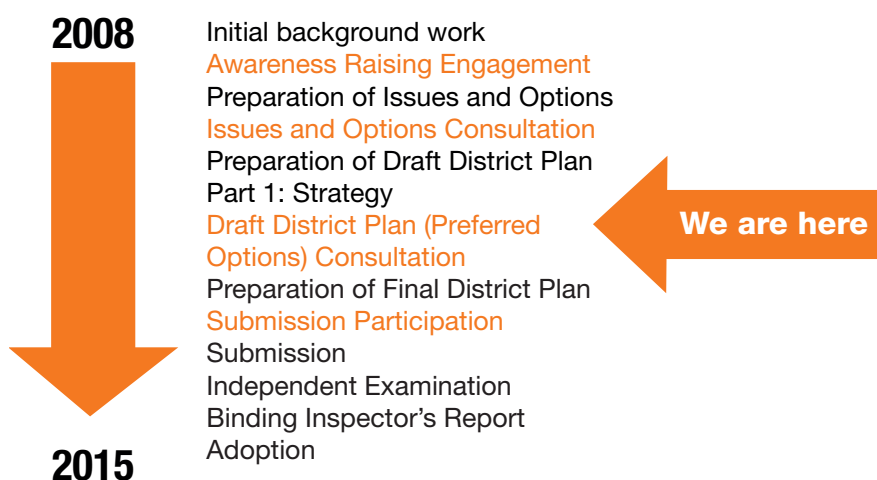 2008
Initial background work
Awareness Raising Engagement
Preparation of Issues and Options
Issues and Options Consultation
Preparation of Draft District Plan
Part 1: Strategy
Draft District Plan (Preferred
Options) Consultation
We are here
Preparation of Final District Plan
Submission Participation
Submission
Independent Examination
Binding Inspector’s Report
Adoption
2015